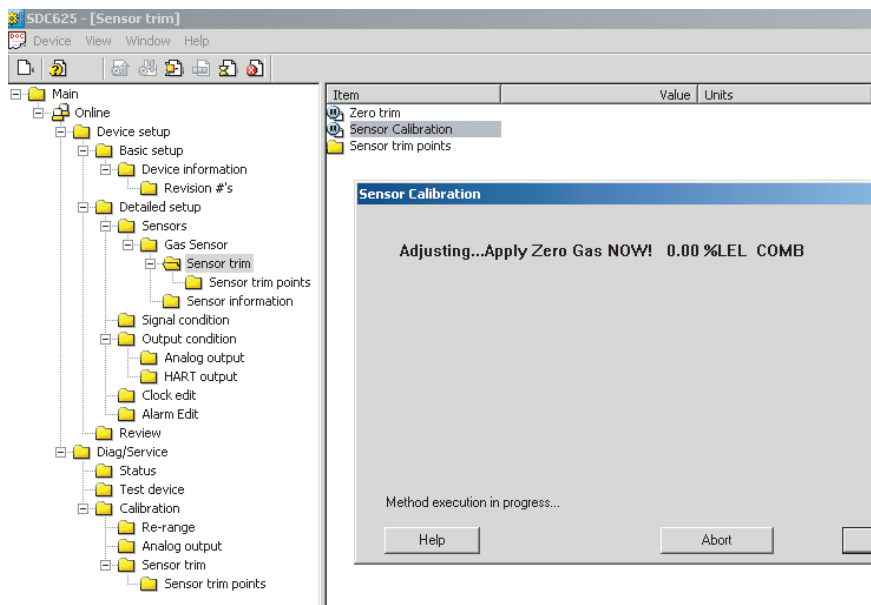 SDC625 - [Sensor trim]
Device View Window Help
Main
Online
Device setup
Basic setup
Device information
Revision #'s
Detailed setup
Sensors
Gas Sensor
Sensor trim
Sensor trim points
Sensor information
Signal condition
Output condition
Analog output
HART output
Clock edit
Alarm Edit
Review
Diag/Service
Status
Test device
Calibration
Re-range
Analog output
Sensor trim
Sensor trim points
Item Value Units
Zero trim
Sensor Calibration
Sensor trim points
Sensor Calibration
Adjusting...Apply Zero Gas NOW! 0.00 %LEL COMB
Method execution in progress...
Help Abort